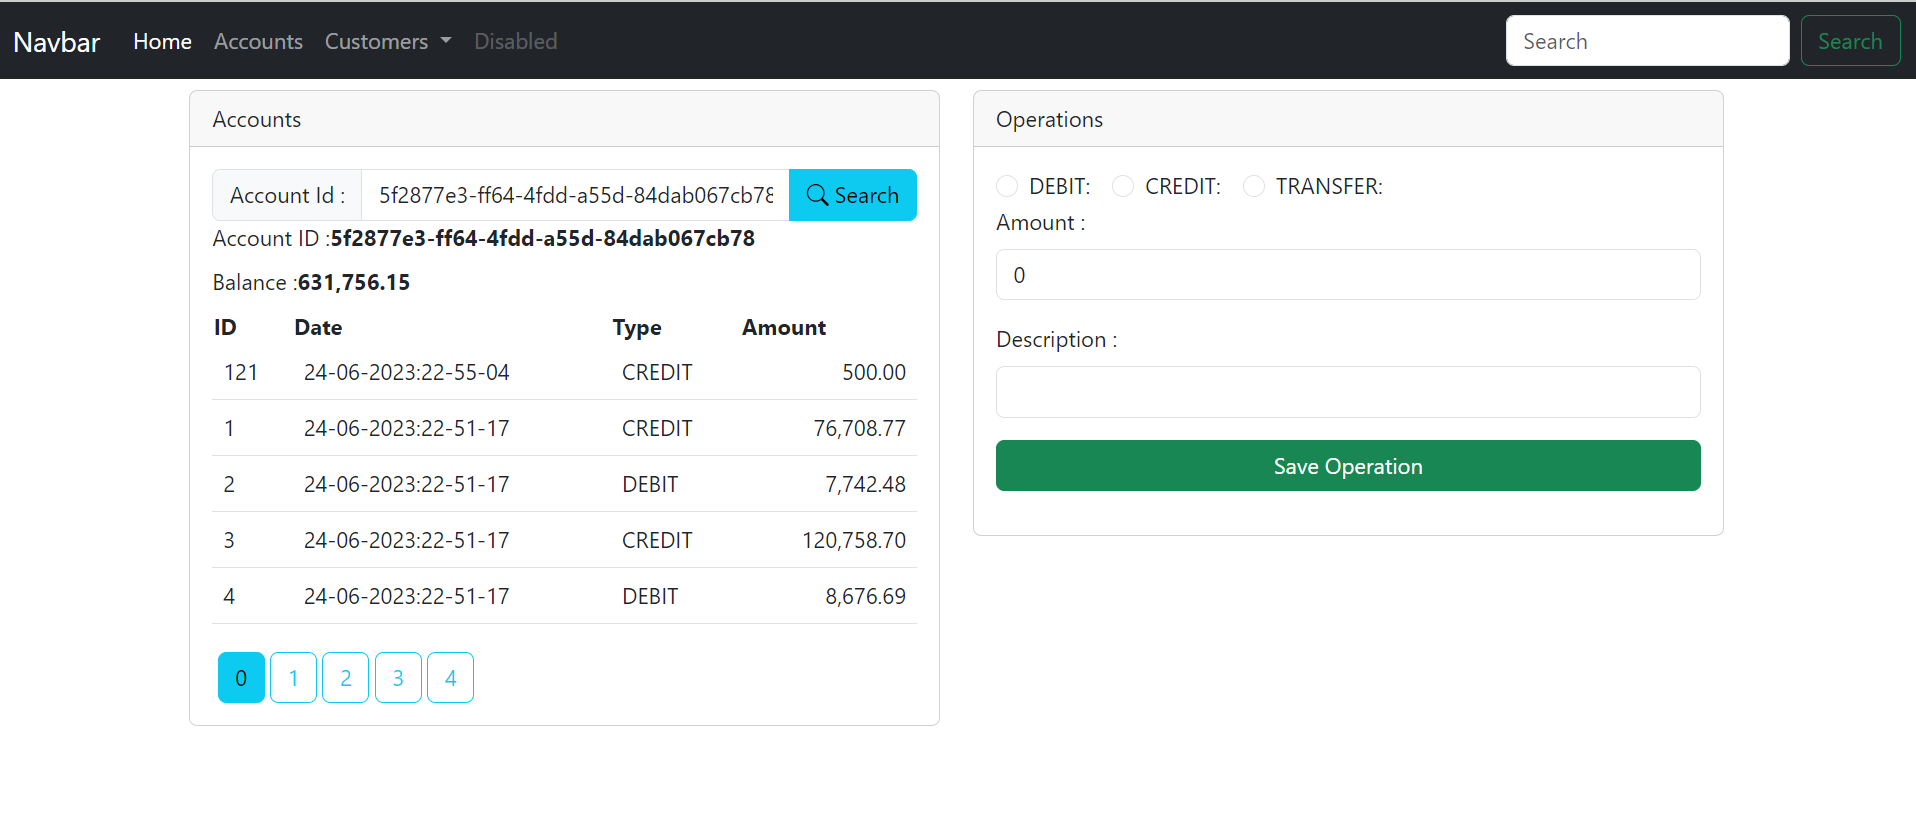 Navbar Home Accounts Customers Disabled Search Search
Accounts
Account Id : 5f2877e3-ff64-4fdd-a55d-84dab067cb78 Search
Account ID :5f2877e3-ff64-4fdd-a55d-84dab067cb78
Balance :631,756.15
ID Date Type Amount
121 24-06-2023:22-55-04 CREDIT 500.00
1 24-06-2023:22-51-17 CREDIT 76,708.77
2 24-06-2023:22-51-17 DEBIT 7,742.48
3 24-06-2023:22-51-17 CREDIT 120,758.70
4 24-06-2023:22-51-17 DEBIT 8,676.69
0 1 2 3 4
Operations
DEBIT: CREDIT: TRANSFER:
Amount :
0
Description :
Save Operation